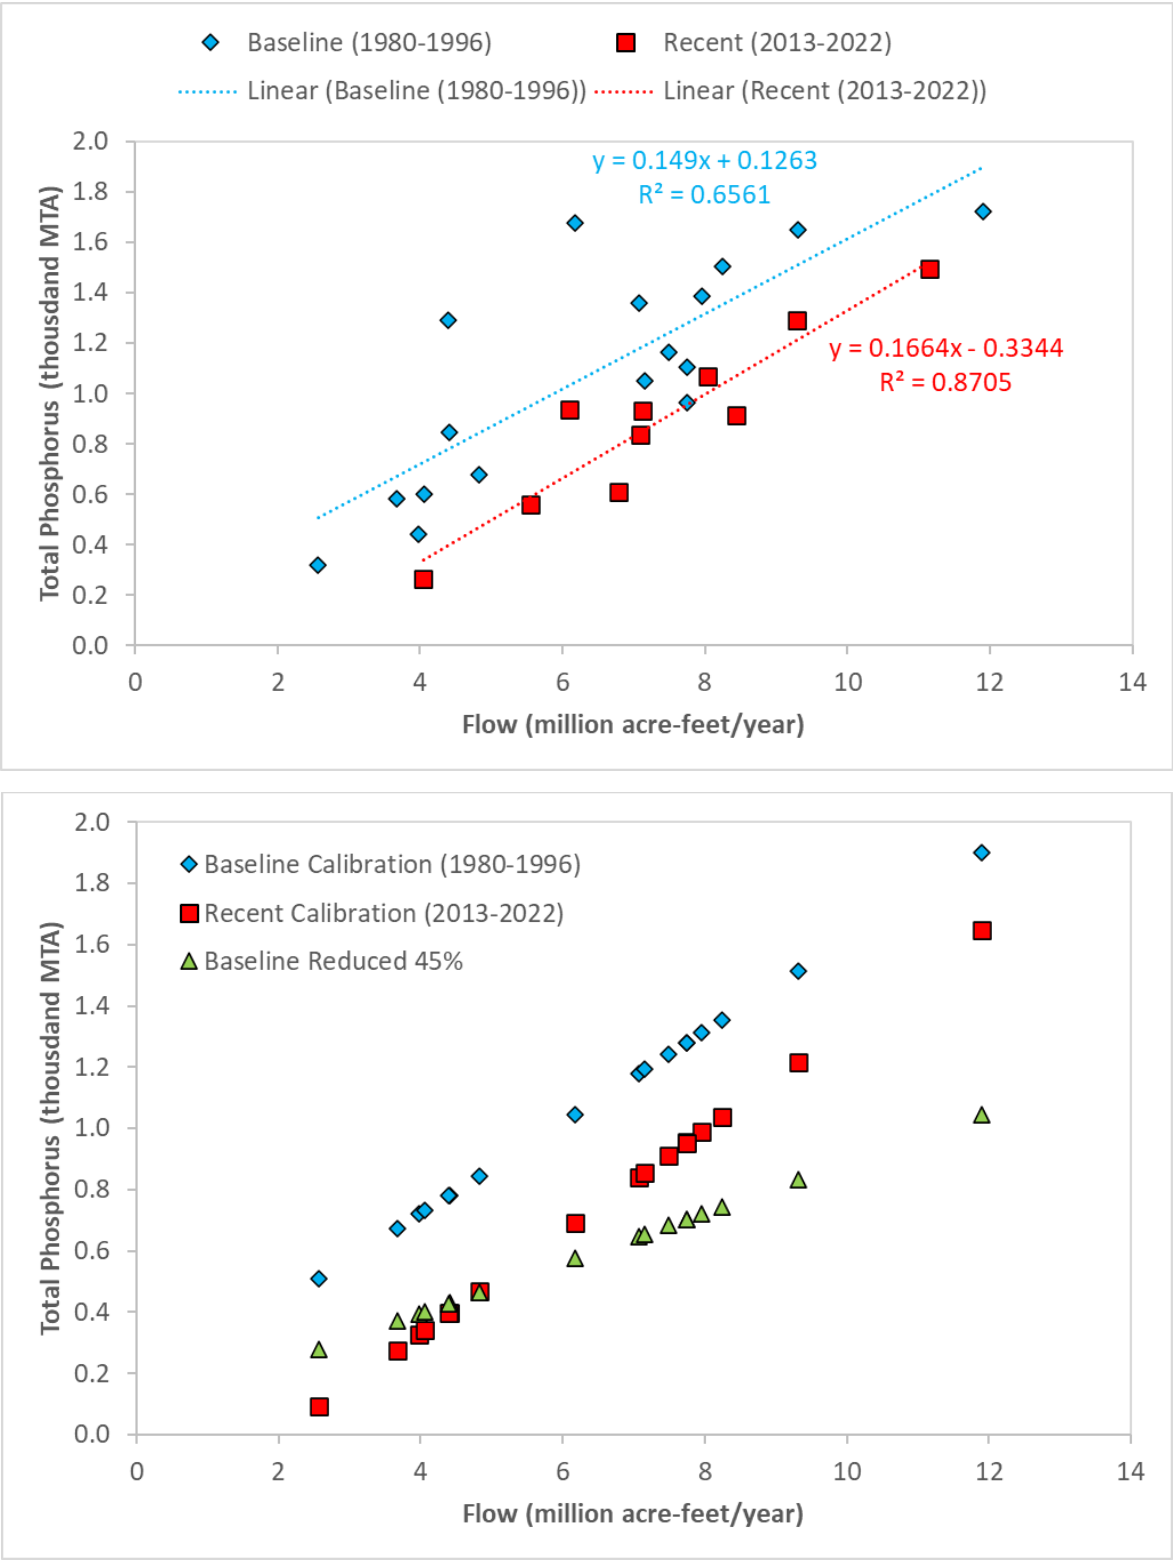 Baseline (1980-1996) Recent (2013-2022)
Linear (Baseline (1980-1996)) Linear (Recent (2013-2022))
2.0
1.8
1.6
1.4
1.2
1.0
0.8
0.6
0.4
0.2
0.0
Total Phosphorus (thousdand MTA)
y = 0.149x + 0.1263
R² = 0.6561
y = 0.1664x - 0.3344
R² = 0.8705
0 2 4 6 8 10 12 14
Flow (million acre-feet/year)
2.0
1.8
1.6
1.4
1.2
1.0
0.8
0.6
0.4
0.2
0.0
Total Phosphorus (thousdand MTA)
Baseline Calibration (1980-1996)
Recent Calibration (2013-2022)
Baseline Reduced 45%
0 2 4 6 8 10 12 14
Flow (million acre-feet/year)